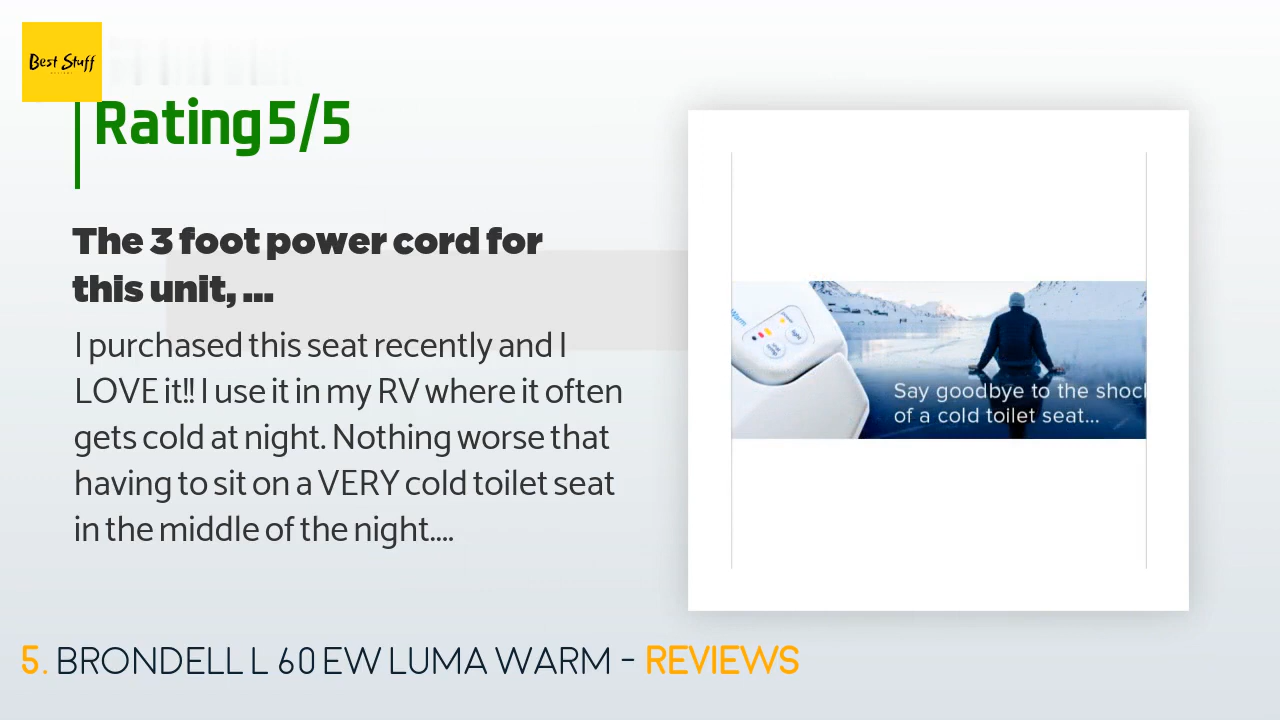 Best Stuff
Rating 5/5
The 3 foot power cord for
this unit, ...
I purchased this seat recently and I
LOVE it!! I use it in my RV where it often
gets cold at night. Nothing worse that
having to sit on a VERY cold toilet seat
in the middle of the night....
Say goodbye to the shock
of a cold toilet seat...
5. BRONDELL L 60 EW LUMA WARM - REVIEWS